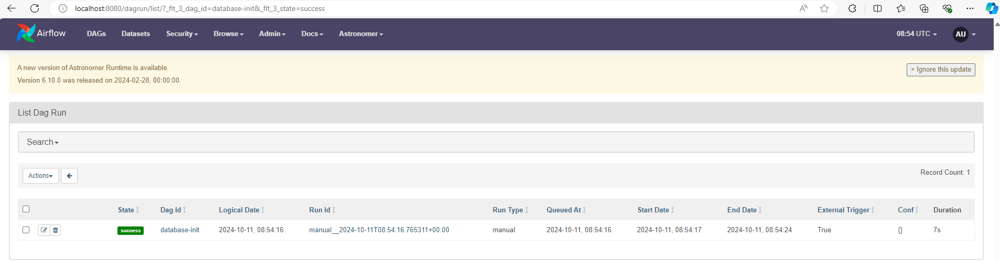 localhost:8080/dagrun/list/?_flt_3_dag_id=database-init&_flt_3_state=success
Airflow DAGs Datasets Security Browse Admin Docs Astronomer 08:54 UTC AU
A new version of Astronomer Runtime is available.
× Ignore this update
Version 6.10.0 was released on 2024-02-28, 00:00:00.
List Dag Run
Search
Actions Record Count: 1
State Dag Id Logical Date Run Id Run Type Queued At Start Date End Date External Trigger Conf Duration
success database-init 2024-10-11, 08:54:16 manual__2024-10-11T08:54:16.765311+00:00 manual 2024-10-11, 08:54:16 2024-10-11, 08:54:17 2024-10-11, 08:54:24 True {} 7s